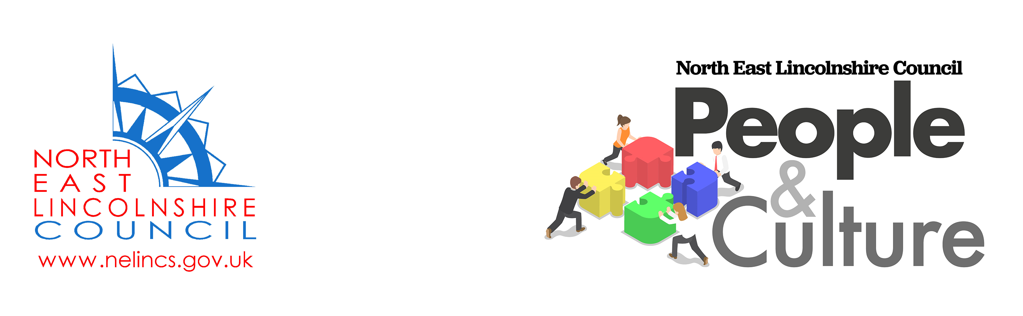 NORTH
EAST
LINCOLNSHIRE
COUNCIL
www.nelincs.gov.uk
North East Lincolnshire Council
People
&
Culture